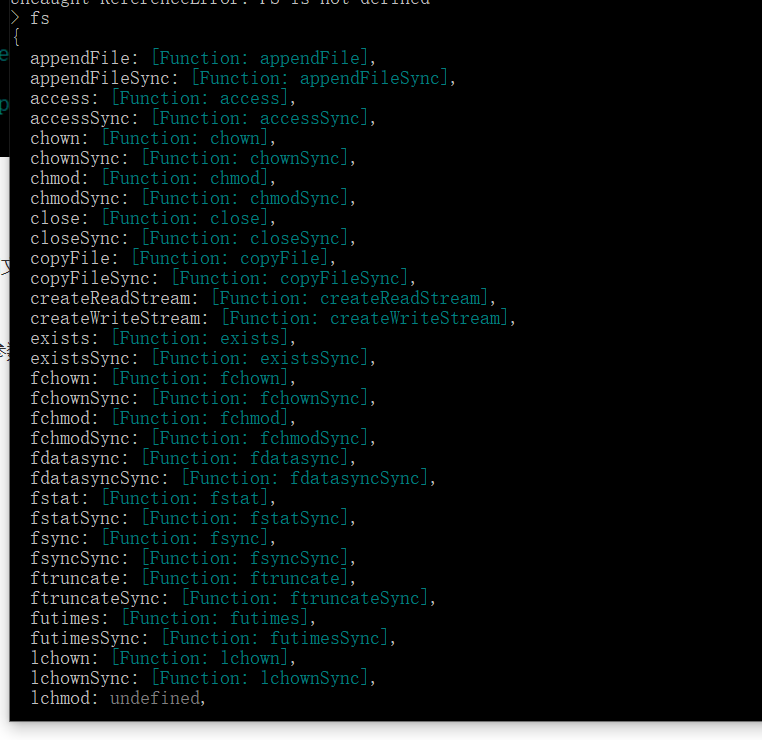 Uncaught ReferenceError: FS is not defined
> fs
{
appendFile: [Function: appendFile],
appendFileSync: [Function: appendFileSync],
access: [Function: access],
accessSync: [Function: accessSync],
chown: [Function: chown],
chownSync: [Function: chownSync],
chmod: [Function: chmod],
chmodSync: [Function: chmodSync],
close: [Function: close],
closeSync: [Function: closeSync],
copyFile: [Function: copyFile],
copyFileSync: [Function: copyFileSync],
createReadStream: [Function: createReadStream],
createWriteStream: [Function: createWriteStream],
exists: [Function: exists],
existsSync: [Function: existsSync],
fchown: [Function: fchown],
fchownSync: [Function: fchownSync],
fchmod: [Function: fchmod],
fchmodSync: [Function: fchmodSync],
fdatasync: [Function: fdatasync],
fdatasyncSync: [Function: fdatasyncSync],
fstat: [Function: fstat],
fstatSync: [Function: fstatSync],
fsync: [Function: fsync],
fsyncSync: [Function: fsyncSync],
ftruncate: [Function: ftruncate],
ftruncateSync: [Function: ftruncateSync],
futimes: [Function: futimes],
futimesSync: [Function: futimesSync],
lchown: [Function: lchown],
lchownSync: [Function: lchownSync],
lchmod: undefined,